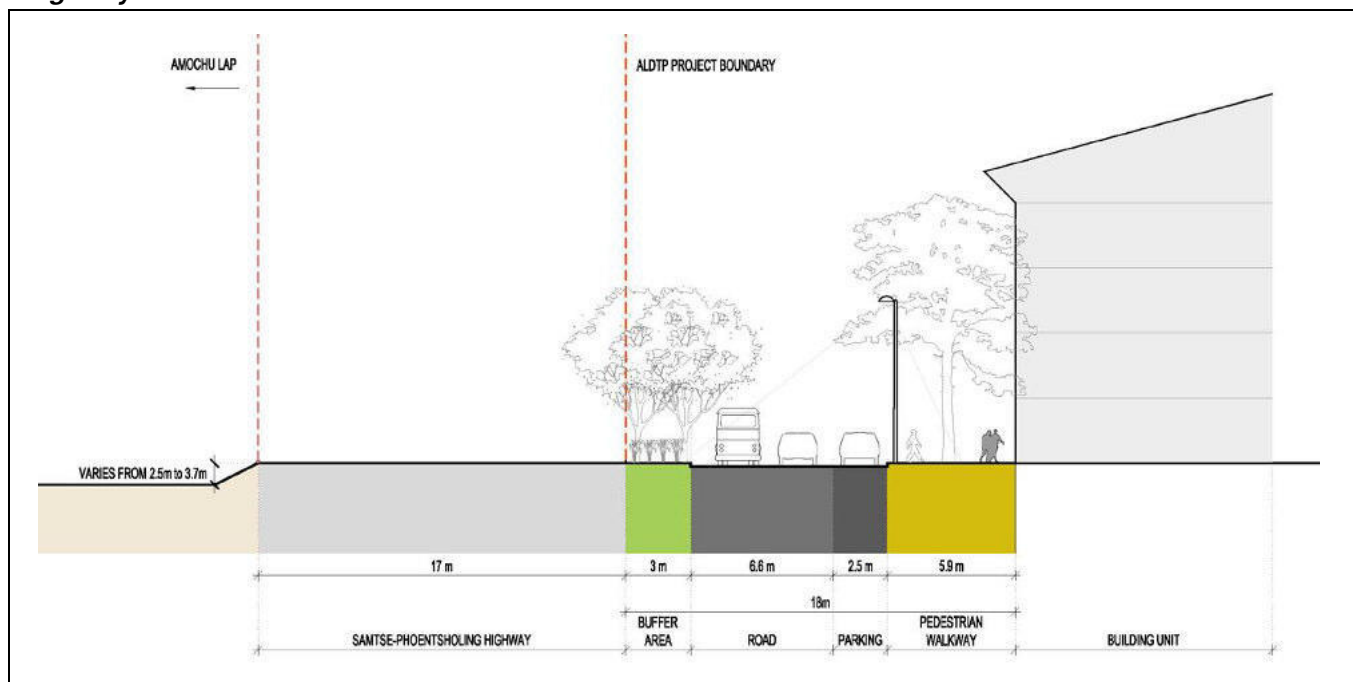 AMOCHU LAP
ALDTP PROJECT BOUNDARY
VARIES FROM 2.5m to 3.7m
17 m
3 m
6.6 m
2.5 m
5.9 m
18m
BUFFER
AREA
PEDESTRIAN
WALKWAY
SAMTSE-PHOENTSHOLING HIGHWAY
ROAD
PARKING
BUILDING UNIT